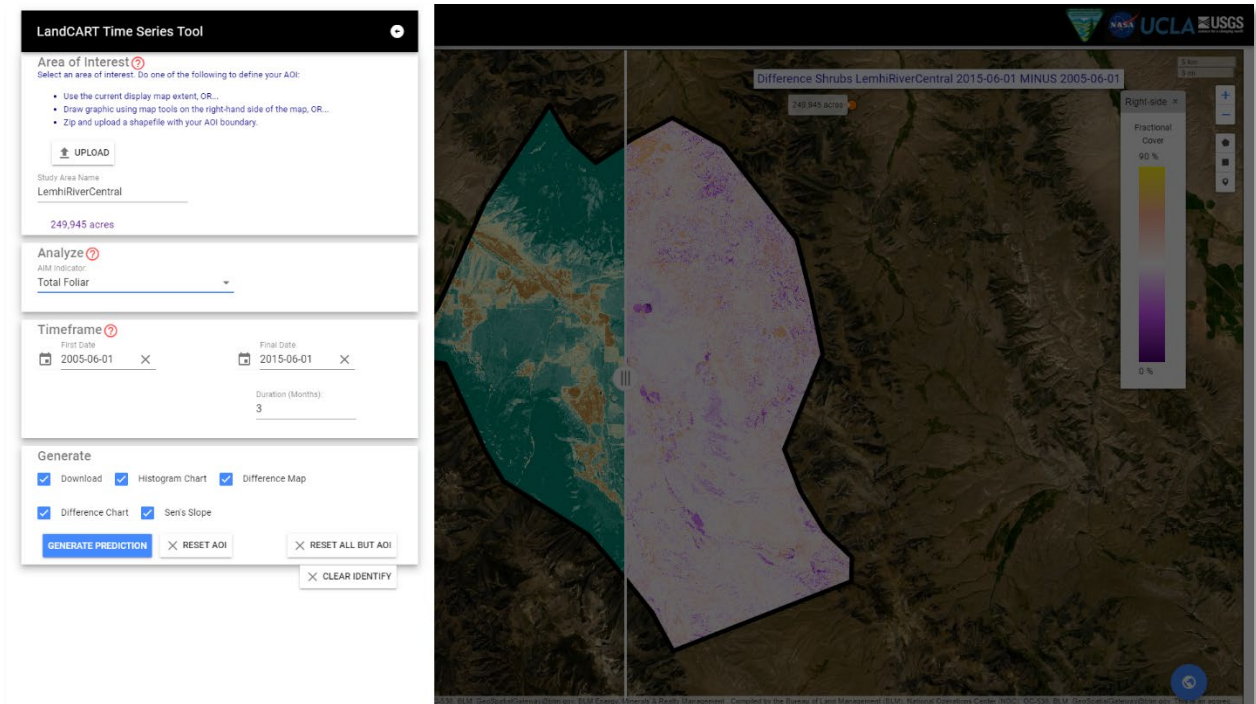 LandCART Time Series Tool
Area of Interest
Select an area of interest. Do one of the following to define your AOI:
• Use the current display map extent, OR...
• Draw graphic using map tools on the right-hand side of the map, OR...
• Zip and upload a shapefile with your AOI boundary.
UPLOAD
Study Area Name
LemhiRiverCentral
249,945 acres
Analyze
AIM Indicator:
Total Foliar
Timeframe
First Date
2005-06-01
Final Date
2015-06-01
Duration (Months):
3
Generate
Download Histogram Chart Difference Map
Difference Chart Sen's Slope
GENERATE PREDICTION RESET AOI RESET ALL BUT AOI
CLEAR IDENTIFY
NASA UCLA USGS
Difference Shrubs LemhiRiverCentral 2015-06-01 MINUS 2005-06-01
249,945 acres
5 km
5 mi
Right-side ×
Fractional
Cover
90 %
0 %